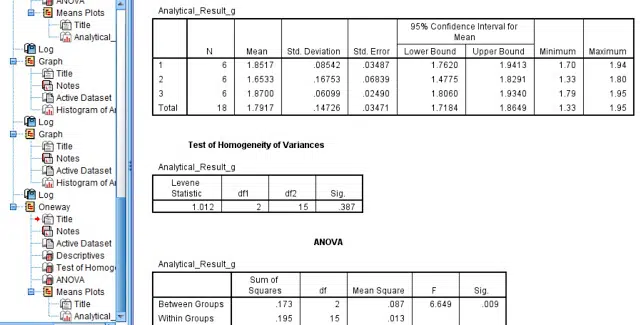 ANOVA
Means Plots
Title
Analytical_
Log
Graph
Title
Notes
Active Dataset
Histogram of A
Log
Graph
Title
Notes
Active Dataset
Histogram of A
Log
Oneway
Title
Notes
Active Dataset
Descriptives
Test of Homog
ANOVA
Means Plots
Title
Analytical_
Analytical_Result_g
95% Confidence Interval for
Mean
N Mean Std. Deviation Std. Error Lower Bound Upper Bound Minimum Maximum
1 6 1.8517 .08542 .03487 1.7620 1.9413 1.70 1.94
2 6 1.6533 .16753 .06839 1.4775 1.8291 1.33 1.80
3 6 1.8700 .06099 .02490 1.8060 1.9340 1.79 1.95
Total 18 1.7917 .14726 .03471 1.7184 1.8649 1.33 1.95
Test of Homogeneity of Variances
Analytical_Result_g
Levene
Statistic df1 df2 Sig.
1.012 2 15 .387
ANOVA
Analytical_Result_g
Sum of
Squares df Mean Square F Sig.
Between Groups .173 2 .087 6.649 .009
Within Groups .195 15 .013